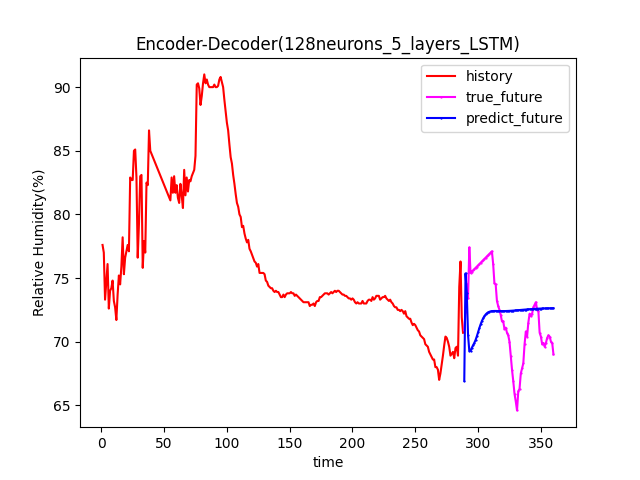 Encoder-Decoder(128neurons_5_layers_LSTM)
history
true_future
predict_future
Relative Humidity(%)
90
85
80
75
70
65
0 50 100 150 200 250 300 350
time